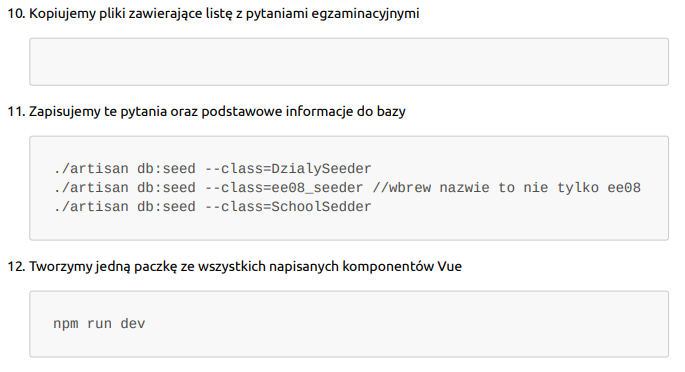 10. Kopiujemy pliki zawierające listę z pytaniami egzaminacyjnymi
11. Zapisujemy te pytania oraz podstawowe informacje do bazy
./artisan db:seed --class=DzialySeeder
./artisan db:seed --class=ee08_seeder //wbrew nazwie to nie tylko ee08
./artisan db:seed --class=SchoolSedder
12. Tworzymy jedną paczkę ze wszystkich napisanych komponentów Vue
npm run dev